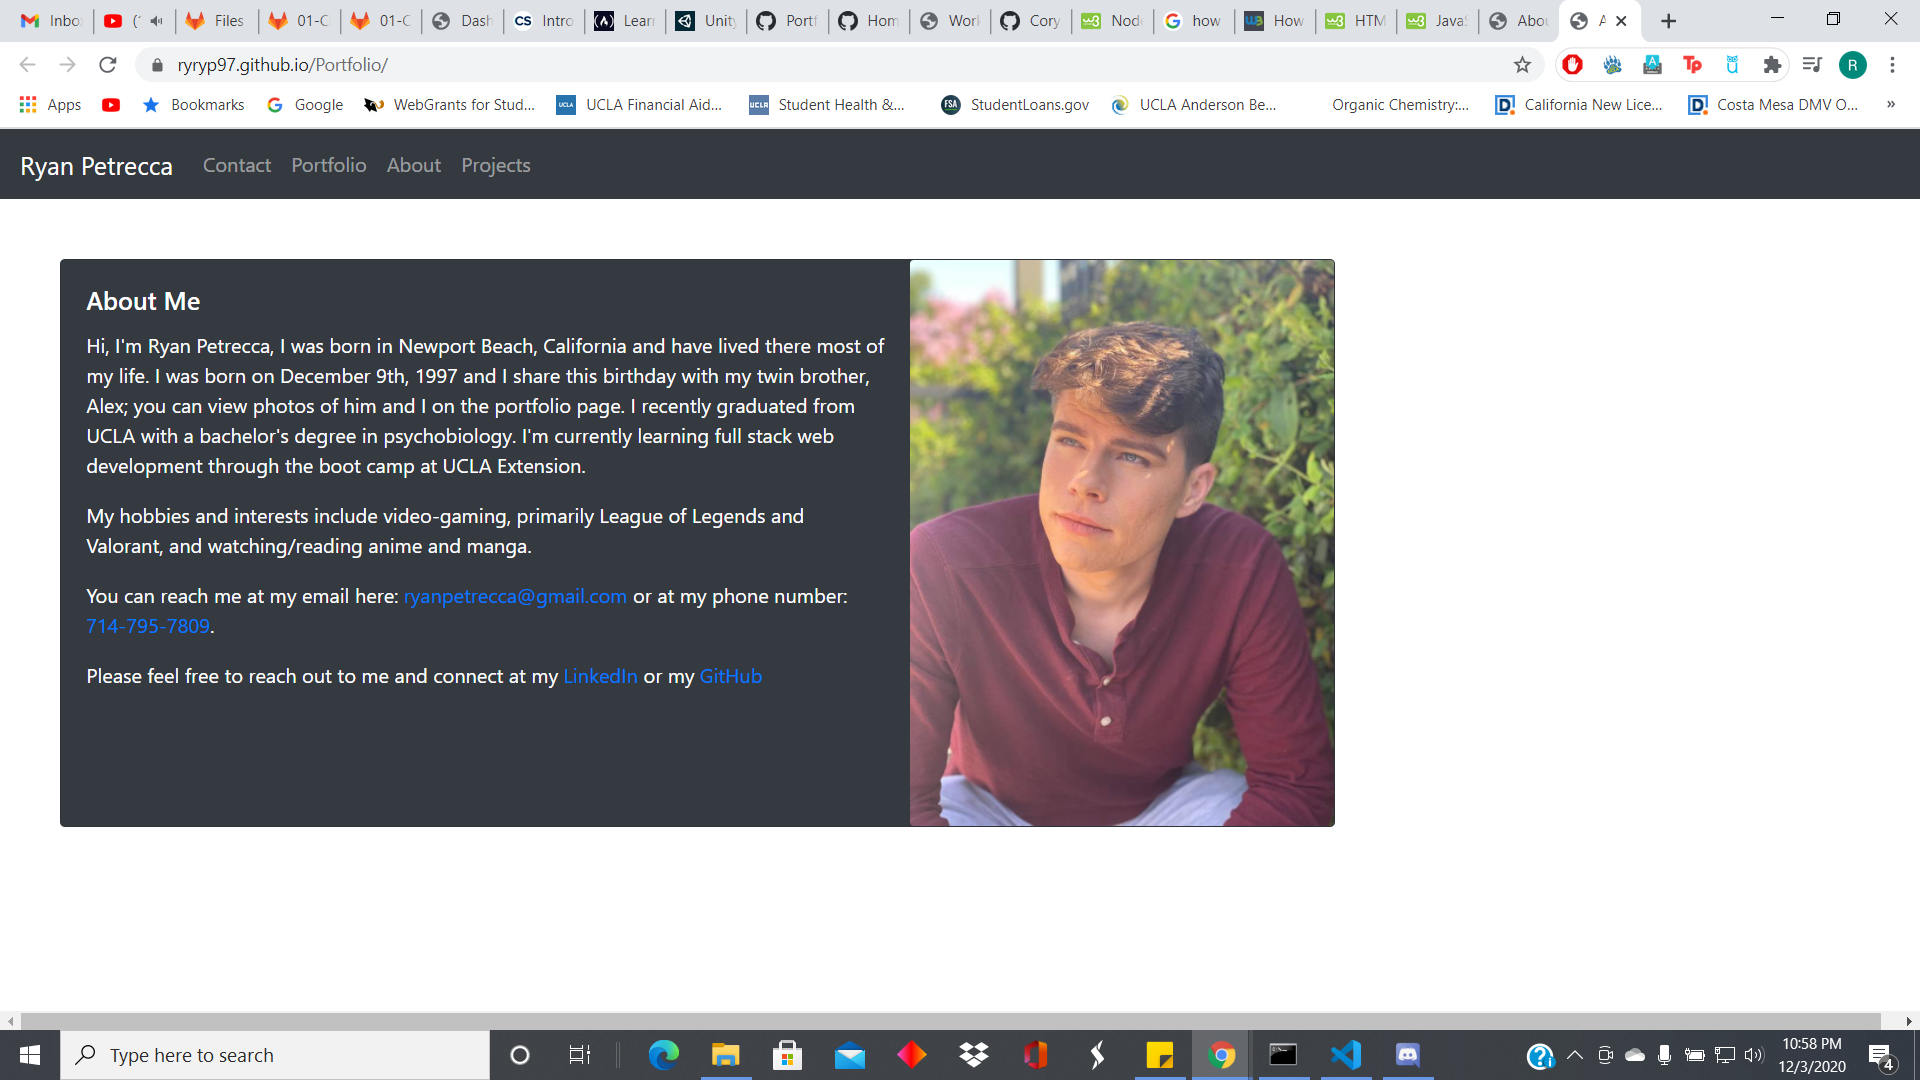 Inbo
(
Files
01-C
01-C
Dash
CS Intro
Learn
Unity
Portf
Hom
Work
Cory
Node
how
How
HTM
Java
Abou
A
ryryp97.github.io/Portfolio/
R
Apps
Bookmarks
Google
WebGrants for Stud...
UCLA Financial Aid...
Student Health &...
StudentLoans.gov
UCLA Anderson Be...
Organic Chemistry:...
California New Lice...
Costa Mesa DMV O...
»
Ryan Petrecca
Contact
Portfolio
About
Projects
About Me
Hi, I'm Ryan Petrecca, I was born in Newport Beach, California and have lived there most of
my life. I was born on December 9th, 1997 and I share this birthday with my twin brother,
Alex; you can view photos of him and I on the portfolio page. I recently graduated from
UCLA with a bachelor's degree in psychobiology. I'm currently learning full stack web
development through the boot camp at UCLA Extension.
My hobbies and interests include video-gaming, primarily League of Legends and
Valorant, and watching/reading anime and manga.
You can reach me at my email here: ryanpetrecca@gmail.com or at my phone number:
714-795-7809.
Please feel free to reach out to me and connect at my LinkedIn or my GitHub
Type here to search
10:58 PM
12/3/2020
4